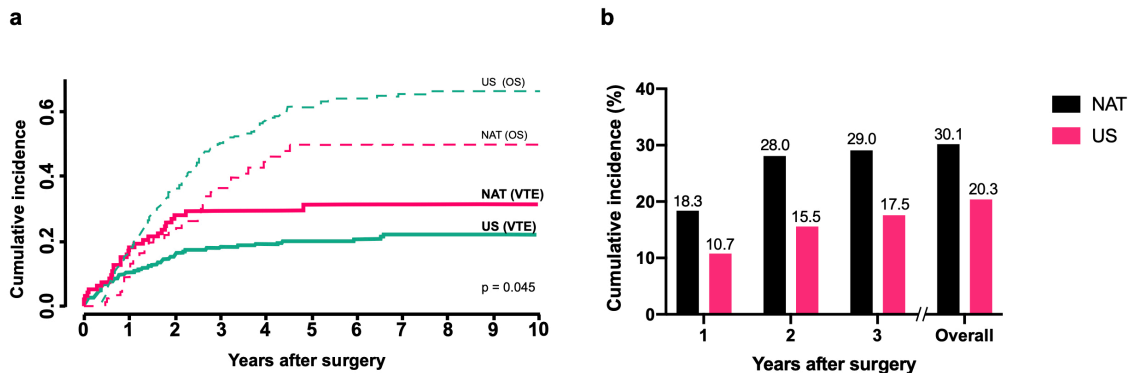 a
Cumulative incidence
0.0
0.2
0.4
0.6
US (OS)
NAT (OS)
NAT (VTE)
US (VTE)
p = 0.045
0 1 2 3 4 5 6 7 8 9 10
Years after surgery
b
Cumulative incidence (%)
40
30
20
10
0
18.3
10.7
28.0
15.5
29.0
17.5
30.1
20.3
1 2 3 Overall
Years after surgery
NAT
US